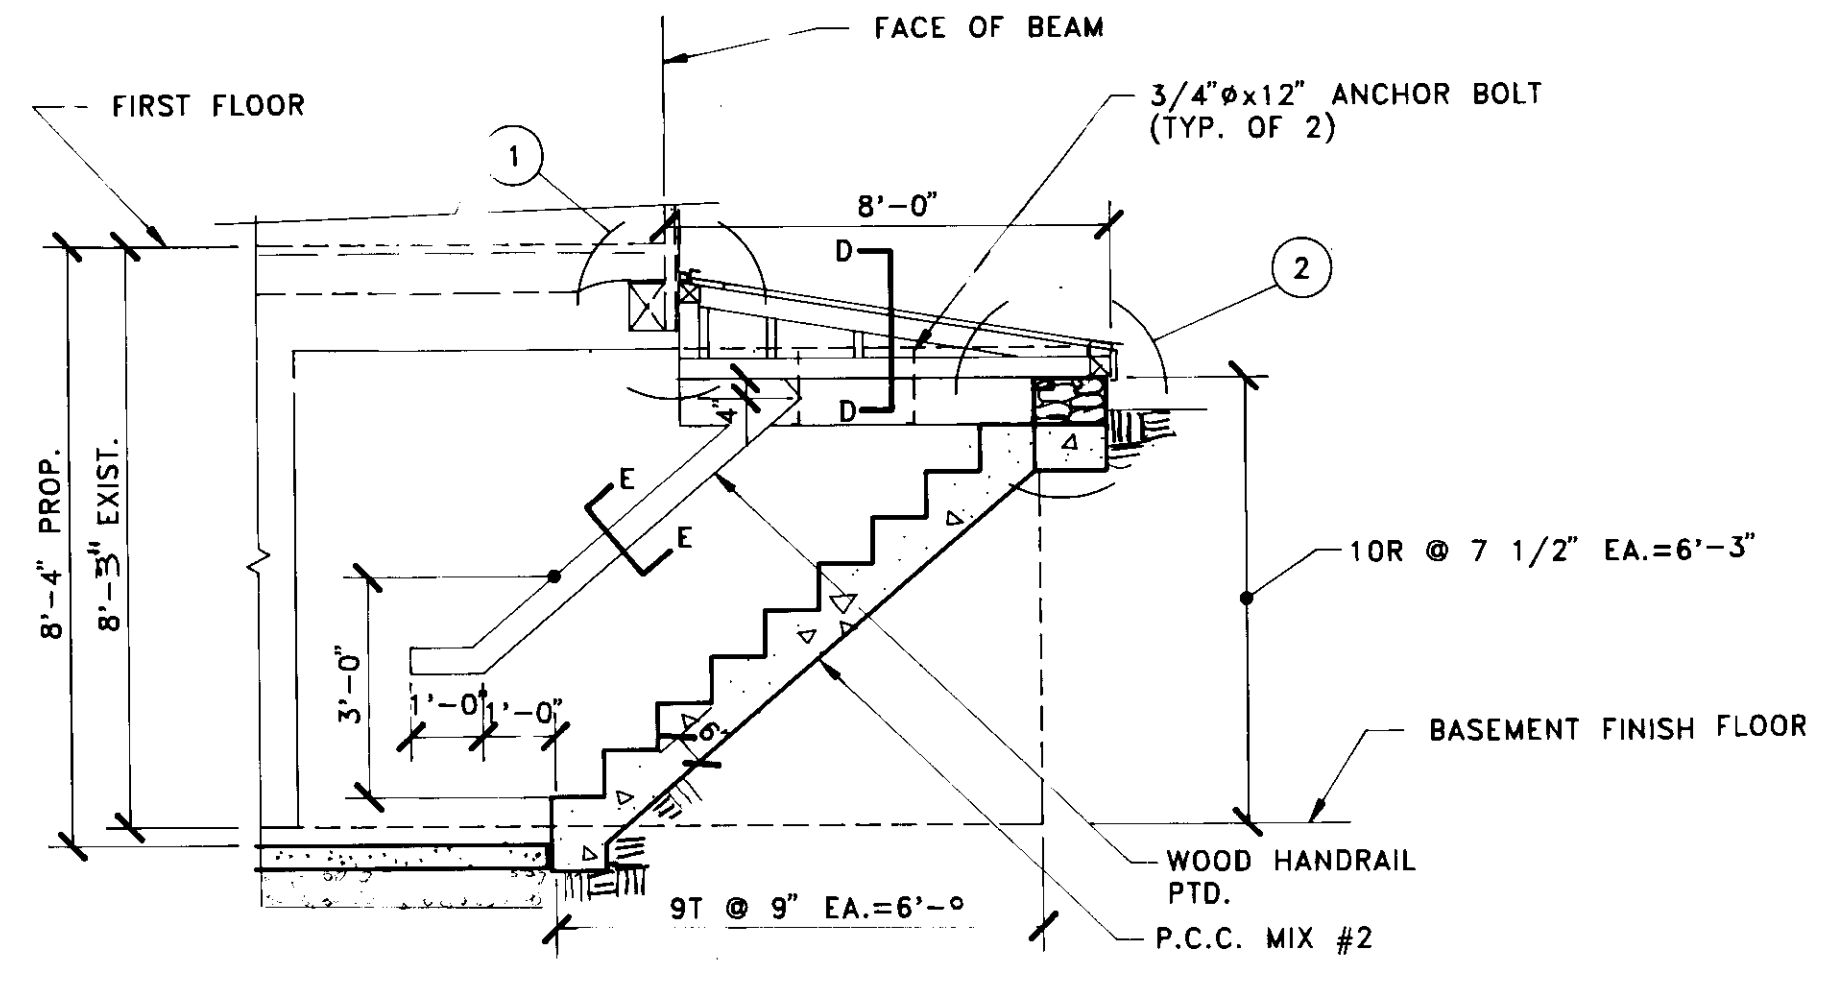 FACE OF BEAM
FIRST FLOOR
3/4"øx12" ANCHOR BOLT
(TYP. OF 2)
1
8'-0"
D
2
D
4"
E
E
8'-4" PROP.
8'-3" EXIST.
10R @ 7 1/2" EA.=6'-3"
3'-0"
1'-0"
1'-0"
6"
BASEMENT FINISH FLOOR
WOOD HANDRAIL
PTD.
9T @ 9" EA.=6'-0
P.C.C. MIX #2